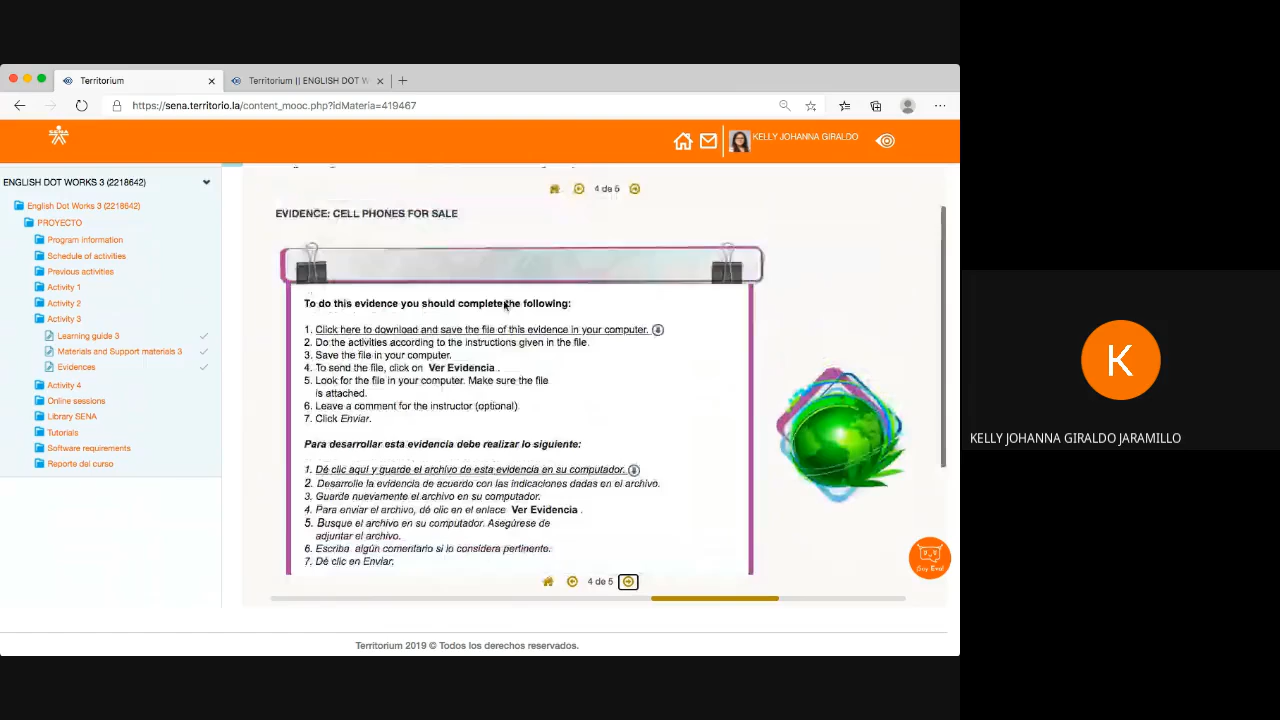 Territorium
Territorium || ENGLISH DOT W
https://sena.territorio.la/content_mooc.php?idMateria=419467
SENA
KELLY JOHANNA GIRALDO
ENGLISH DOT WORKS 3 (2218642)
English Dot Works 3 (2218642)
PROYECTO
Program information
Schedule of activities
Previous activities
Activity 1
Activity 2
Activity 3
Learning guide 3
Materials and Support materials 3
Evidences
Activity 4
Online sessions
Library SENA
Tutorials
Software requirements
Reporte del curso
4 de 5
EVIDENCE: CELL PHONES FOR SALE
To do this evidence you should complete the following:
1. Click here to download and save the file of this evidence in your computer.
2. Do the activities according to the instructions given in the file.
3. Save the file in your computer.
4. To send the file, click on Ver Evidencia .
5. Look for the file in your computer. Make sure the file
is attached.
6. Leave a comment for the instructor (optional).
7. Click Enviar.
Para desarrollar esta evidencia debe realizar lo siguiente:
1. Dé clic aquí y guarde el archivo de esta evidencia en su computador.
2. Desarrolle la evidencia de acuerdo con las indicaciones dadas en el archivo.
3. Guarde nuevamente el archivo en su computador.
4. Para enviar el archivo, dé clic en el enlace Ver Evidencia .
5. Busque el archivo en su computador. Asegúrese de
adjuntar el archivo.
6. Escriba algún comentario si lo considera pertinente.
7. Dé clic en Enviar.
4 de 5
Territorium 2019 © Todos los derechos reservados.
K
KELLY JOHANNA GIRALDO JARAMILLO